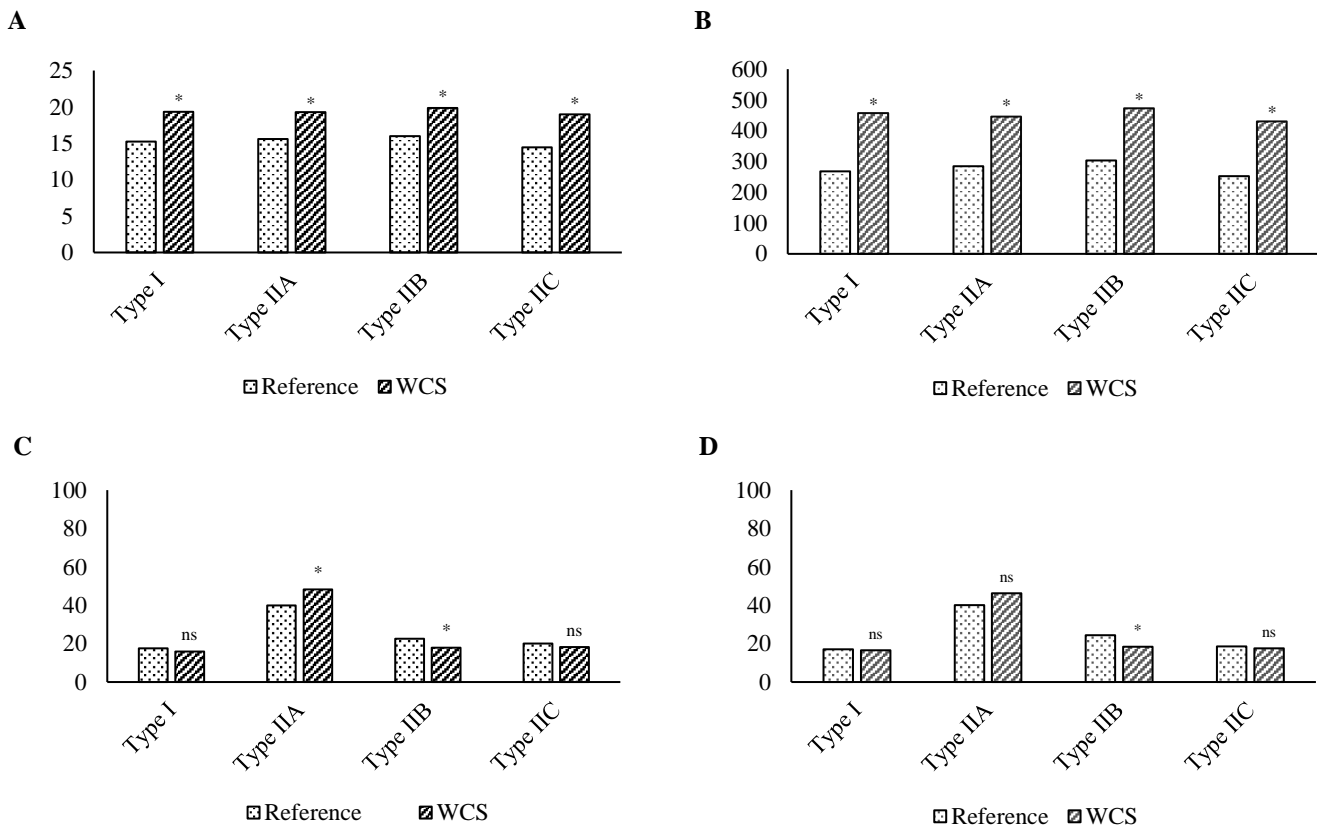 A
25
20
15
10
5
0
* * * *
Type I Type IIA Type IIB Type IIC
Reference WCS
B
600
500
400
300
200
100
0
* * * *
Type I Type IIA Type IIB Type IIC
Reference WCS
C
100
80
60
40
20
0
ns * * ns
Type I Type IIA Type IIB Type IIC
Reference WCS
D
100
80
60
40
20
0
ns ns * ns
Type I Type IIA Type IIB Type IIC
Reference WCS